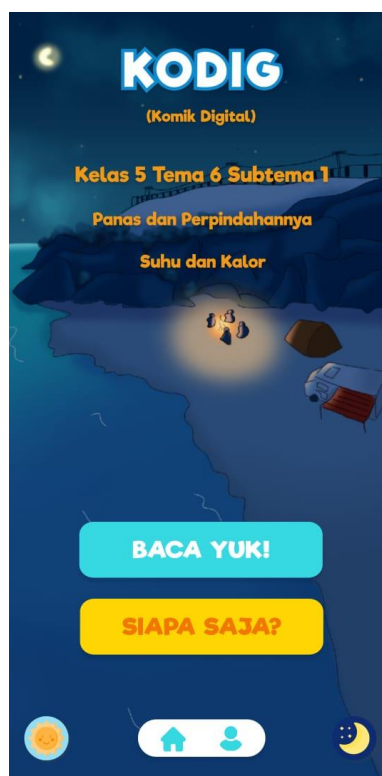 KODIG
(Komik Digital)
Kelas 5 Tema 6 Subtema 1
Panas dan Perpindahannya
Suhu dan Kalor
BACA YUK!
SIAPA SAJA?